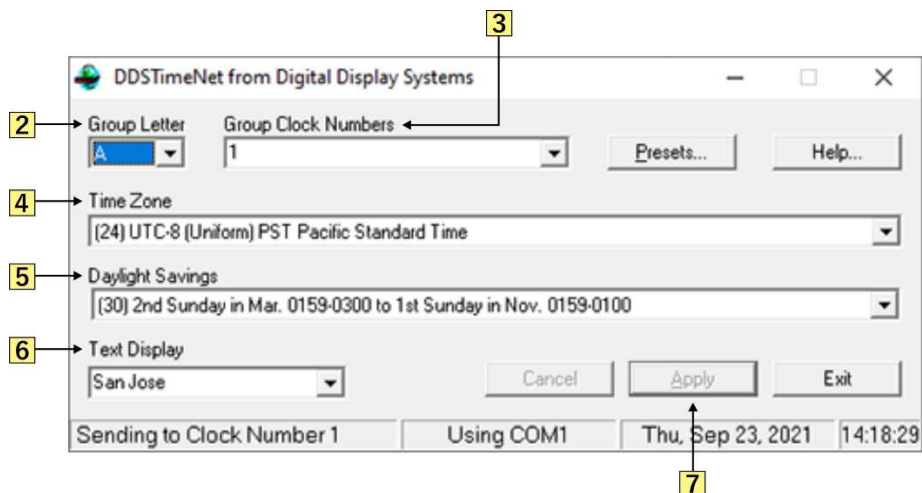 3
DDSTimeNet from Digital Display Systems
2
Group Letter
Group Clock Numbers
A
1
Presets...
Help...
4
Time Zone
(24) UTC-8 (Uniform) PST Pacific Standard Time
5
Daylight Savings
(30) 2nd Sunday in Mar. 0159-0300 to 1st Sunday in Nov. 0159-0100
6
Text Display
San Jose
Cancel
Apply
Exit
Sending to Clock Number 1
Using COM1
Thu, Sep 23, 2021
14:18:29
7